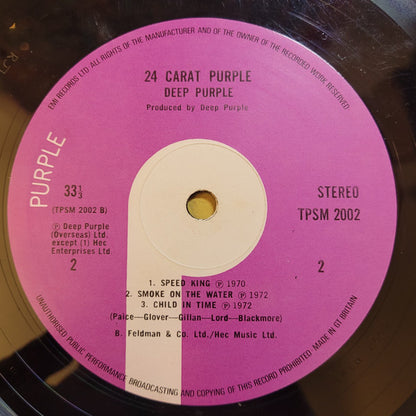 EMI RECORDS LTD. ALL RIGHTS OF THE MANUFACTURER AND OF THE OWNER OF THE RECORDED WORK RESERVED.
24 CARAT PURPLE
DEEP PURPLE
Produced by Deep Purple
PURPLE
33⅓
(TPSM 2002 B)
℗ Deep Purple
(Overseas) Ltd.
except (1) Hec
Enterprises Ltd
2
STEREO
TPSM 2002
2
1. SPEED KING ℗ 1970
2. SMOKE ON THE WATER ℗ 1972
3. CHILD IN TIME ℗ 1972
(Paice—Glover—Gillan—Lord—Blackmore)
B. Feldman & Co. Ltd./Hec Music Ltd.
UNAUTHORISED PUBLIC PERFORMANCE BROADCASTING AND COPYING OF THIS RECORD PROHIBITED · MADE IN GT BRITAIN